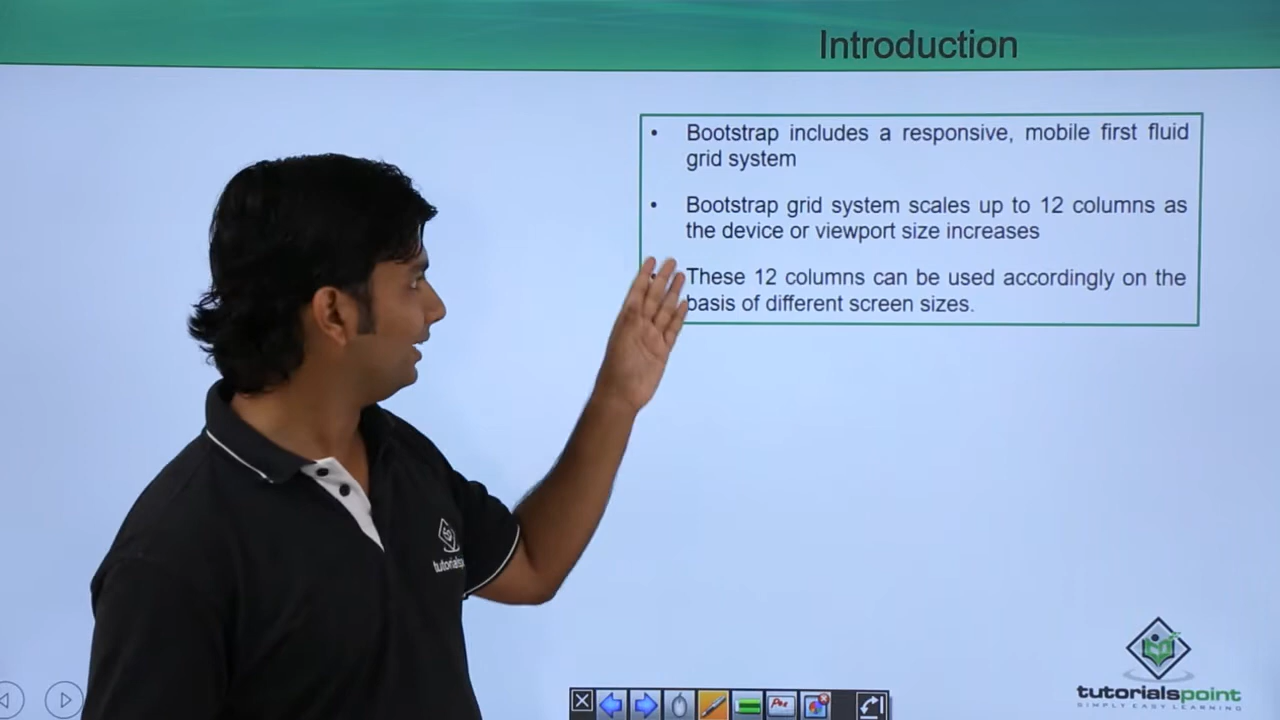 Introduction
• Bootstrap includes a responsive, mobile first fluid
grid system
• Bootstrap grid system scales up to 12 columns as
the device or viewport size increases
These 12 columns can be used accordingly on the
basis of different screen sizes.
tutorialspoint
SIMPLY EASY LEARNING